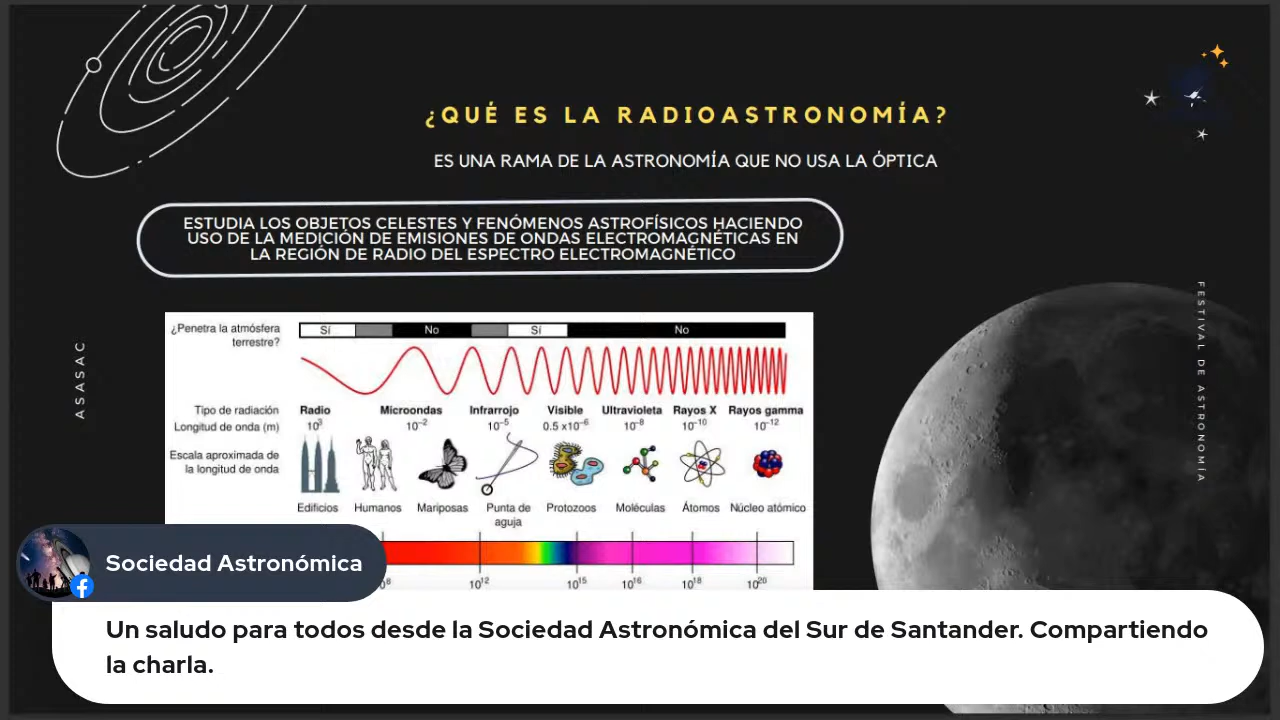 ¿QUÉ ES LA RADIOASTRONOMÍA?
ES UNA RAMA DE LA ASTRONOMÍA QUE NO USA LA ÓPTICA
ESTUDIA LOS OBJETOS CELESTES Y FENÓMENOS ASTROFÍSICOS HACIENDO
USO DE LA MEDICIÓN DE EMISIONES DE ONDAS ELECTROMAGNÉTICAS EN
LA REGIÓN DE RADIO DEL ESPECTRO ELECTROMAGNÉTICO
ASASAC
FESTIVAL DE ASTRONOMÍA
¿Penetra la atmósfera
terrestre?
Sí No Sí No
Tipo de radiación Radio Microondas Infrarrojo Visible Ultravioleta Rayos X Rayos gamma
Longitud de onda (m) 10³ 10⁻² 10⁻⁵ 0.5 x10⁻⁶ 10⁻⁸ 10⁻¹⁰ 10⁻¹²
Escala aproximada de
la longitud de onda
Edificios Humanos Mariposas Punta de Protozoos Moléculas Átomos Núcleo atómico
aguja
10¹² 10¹⁵ 10¹⁶ 10¹⁸ 10²⁰
Sociedad Astronómica
Un saludo para todos desde la Sociedad Astronómica del Sur de Santander. Compartiendo
la charla.